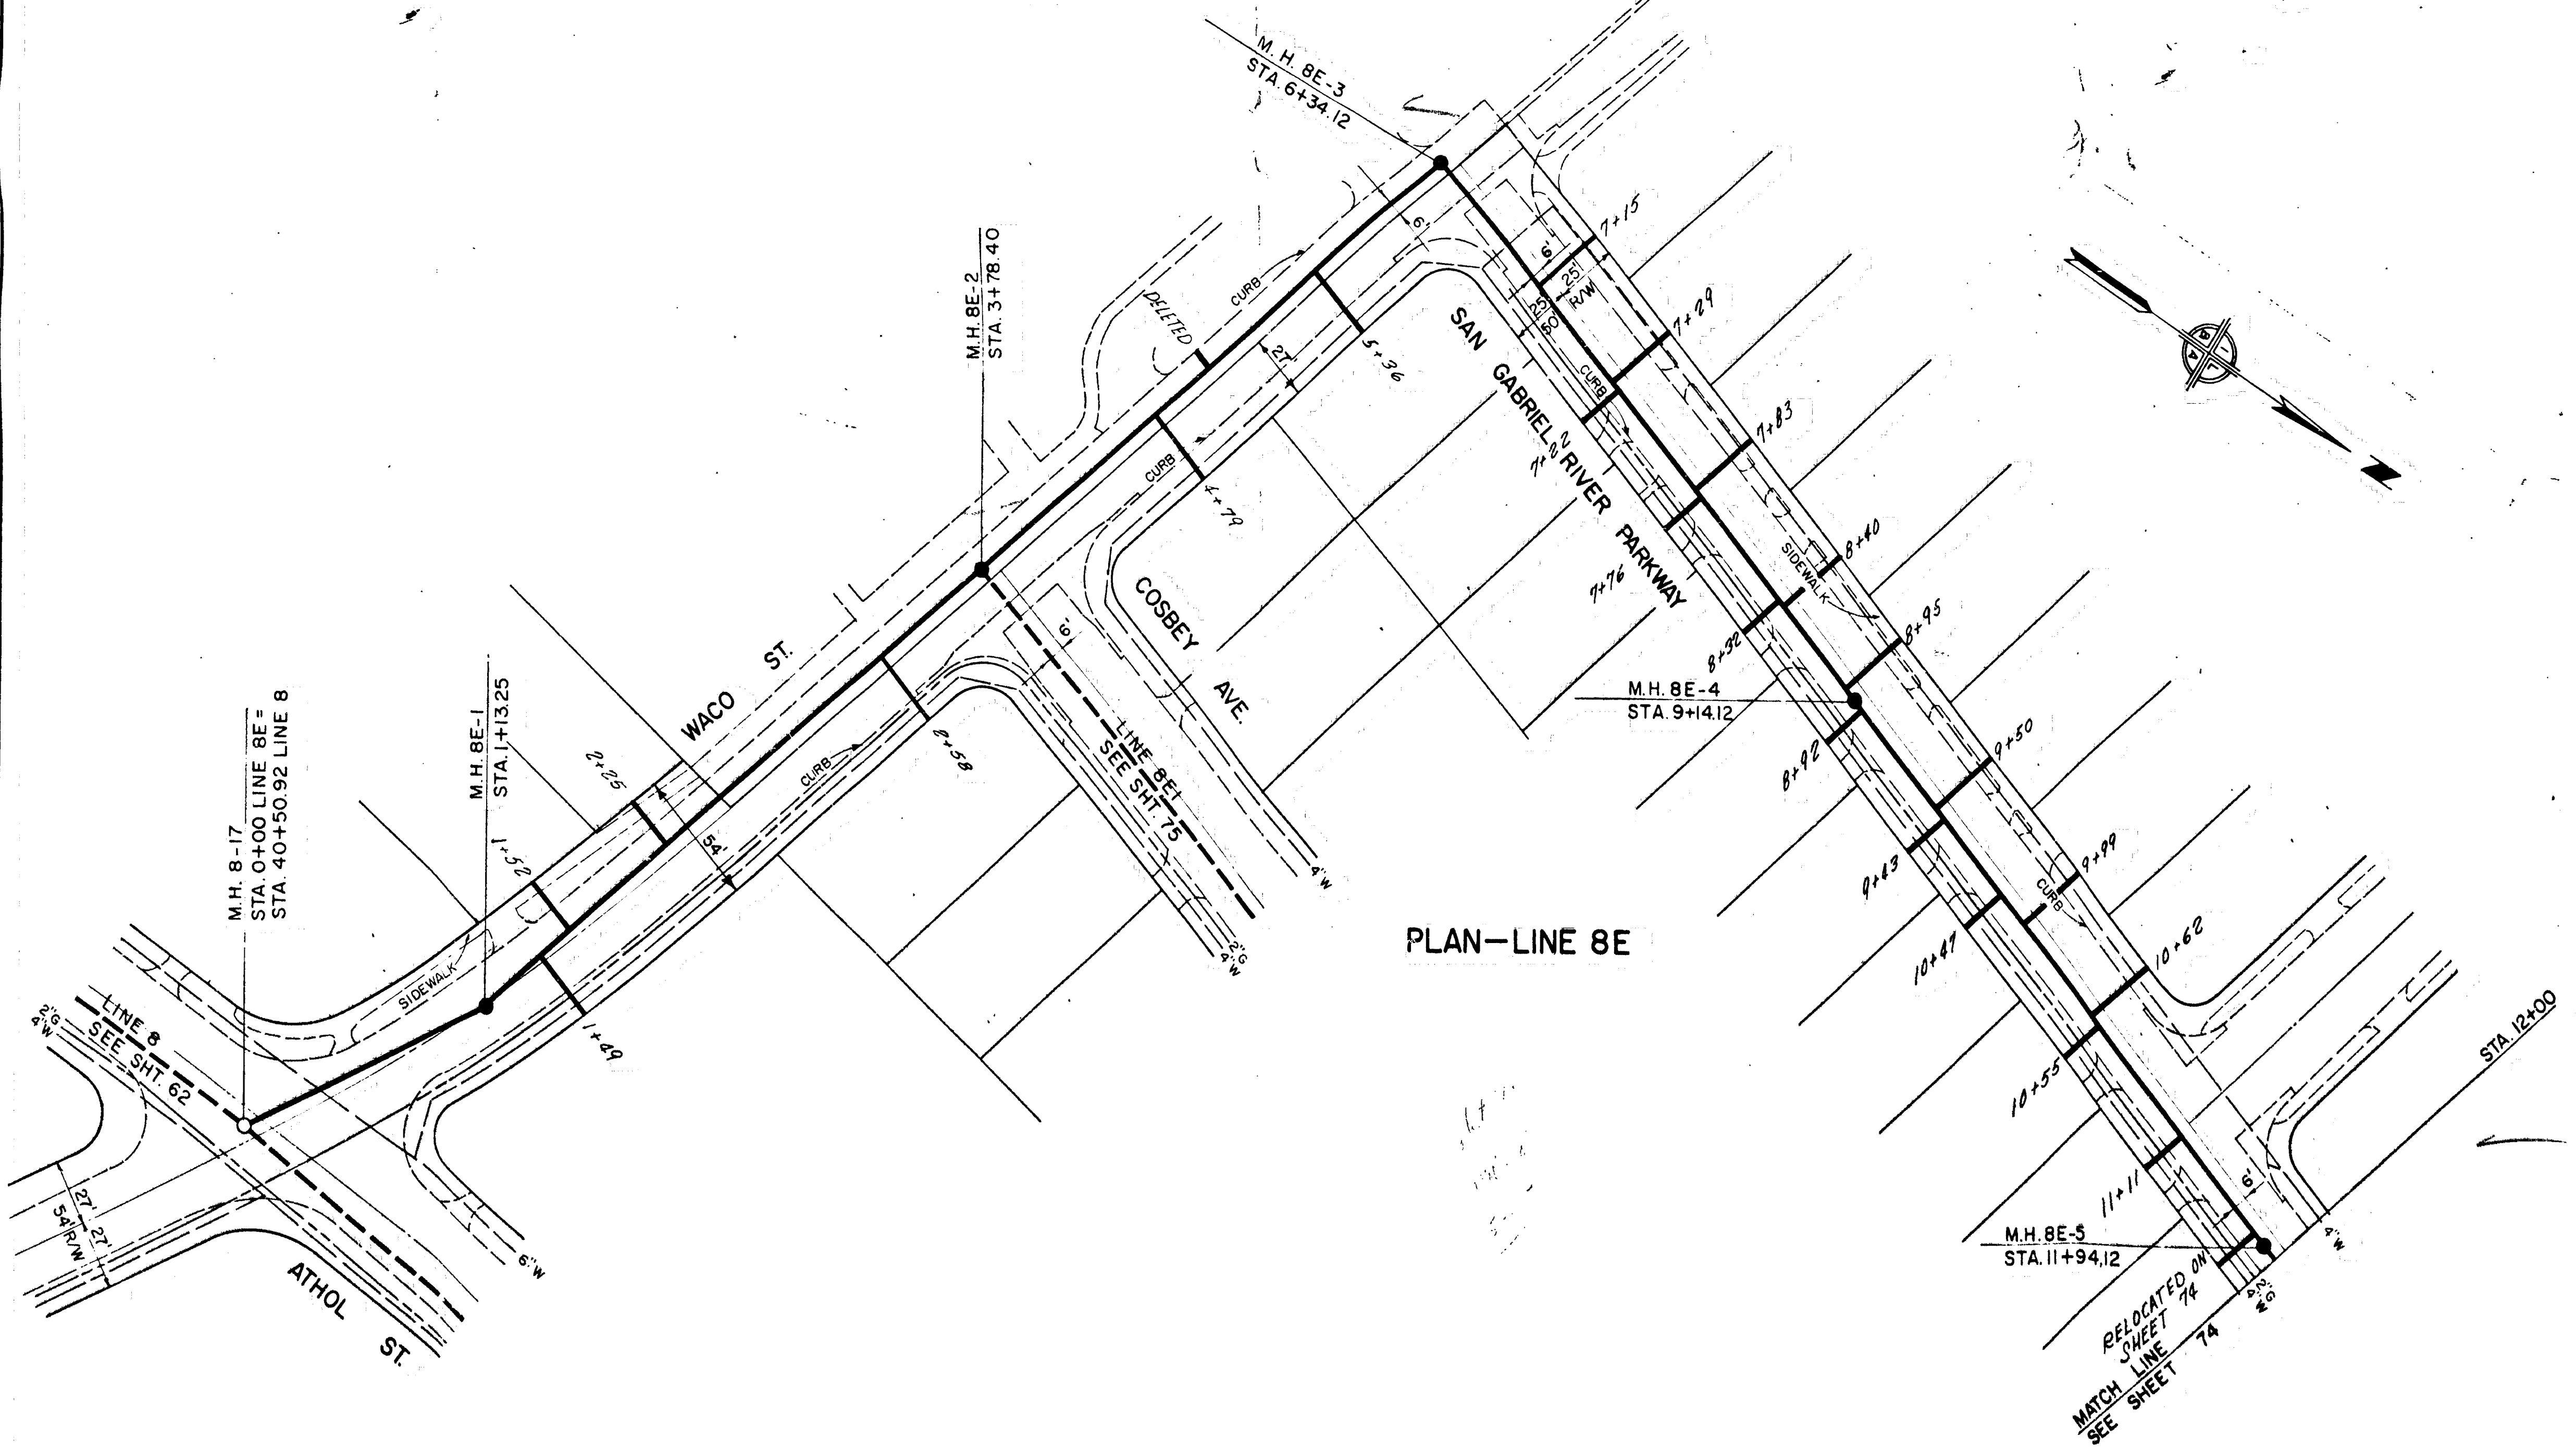 M. H. 8E-3
STA. 6+34.12
M.H. 8E-2
STA. 3+78.40
DELETED
CURB
6'
27'
5+36
CURB
4+79
6'
25' 25'
50' R/W
7+15
7+29
CURB
7+83
7+22
7+76
SAN GABRIEL RIVER PARKWAY
8+40
SIDEWALK
8+95
8+32
M.H. 8E-4
STA. 9+14.12
8+92
9+50
9+43
9+99
CURB
10+47
10+62
10+55
11+11
STA. 12+00
6'
M.H. 8E-5
STA. 11+94.12
4"W
2"G
2"W
RELOCATED ON
SHEET 74
MATCH LINE
SEE SHEET 74
N
COSBEY AVE.
6'
LINE 8E1
SEE SHT. 75
4"W
2"G
4"W
2+58
CURB
WACO ST.
54'
2+25
1+52
M.H. 8E-1
STA. 1+13.25
1+49
M.H. 8-17
STA. 0+00 LINE 8E =
STA. 40+50.92 LINE 8
SIDEWALK
LINE 8
SEE SHT. 62
2"G
4"W
27' 27'
54' R/W
6"W
ATHOL ST.
PLAN—LINE 8E